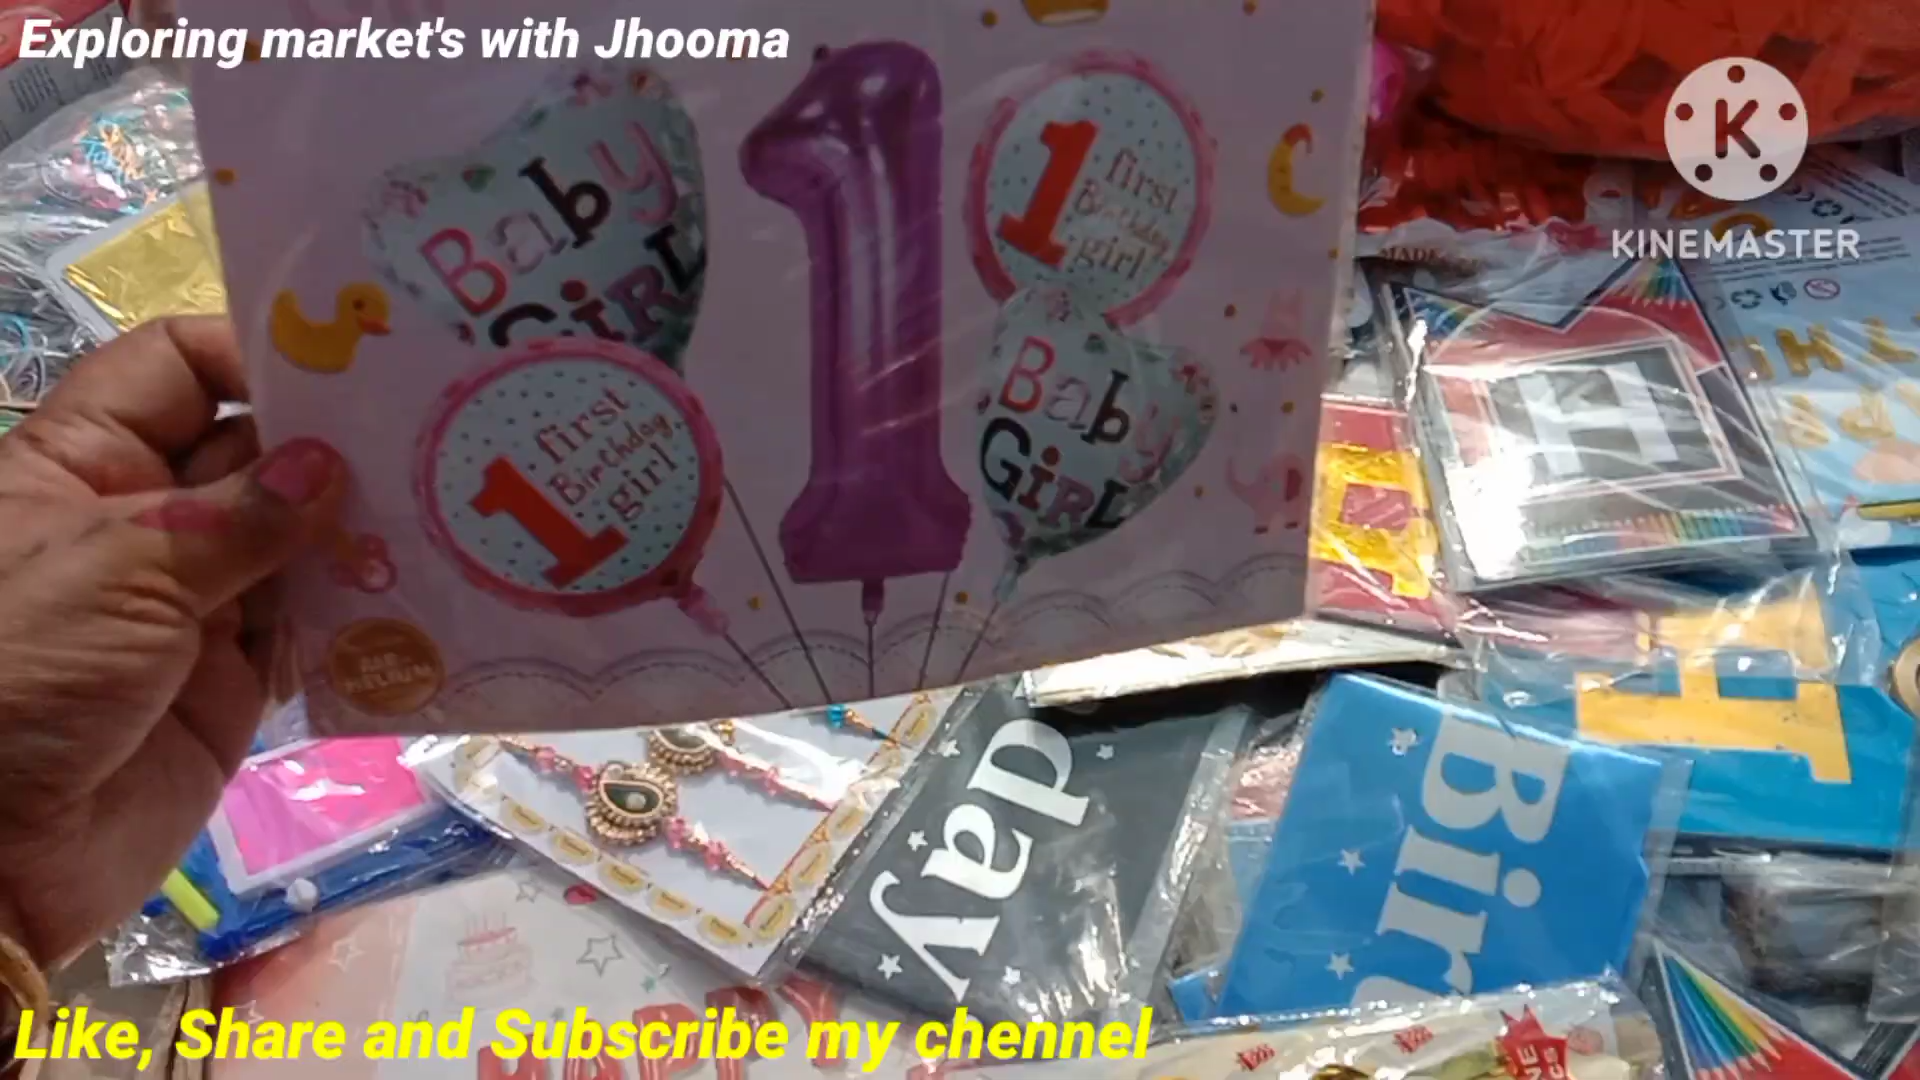 Exploring market's with Jhooma
K
KINEMASTER
Baby
GiRL
1 first
Birthday
girl
1 first
Birthday
girl
Baby
GiRL
H
day
Bir
Like, Share and Subscribe my chennel